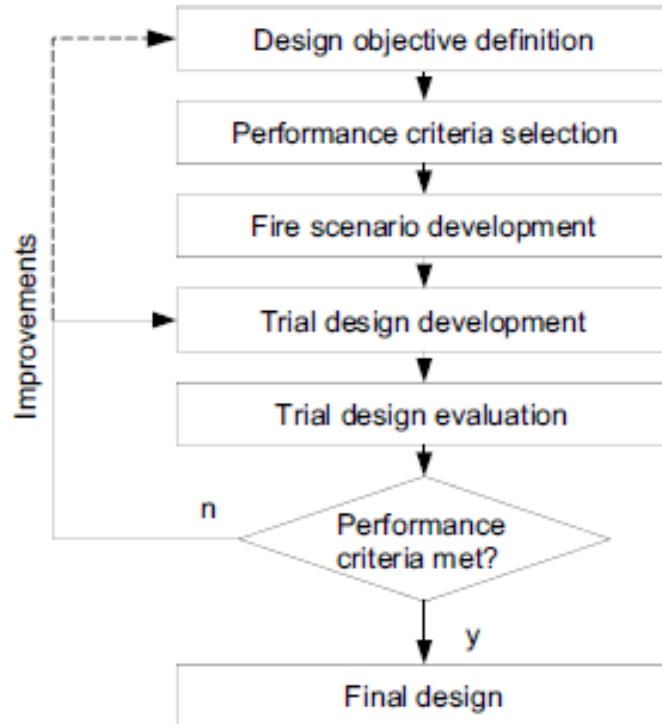 Design objective definition
Performance criteria selection
Fire scenario development
Trial design development
Improvements
Trial design evaluation
n
Performance
criteria met?
y
Final design